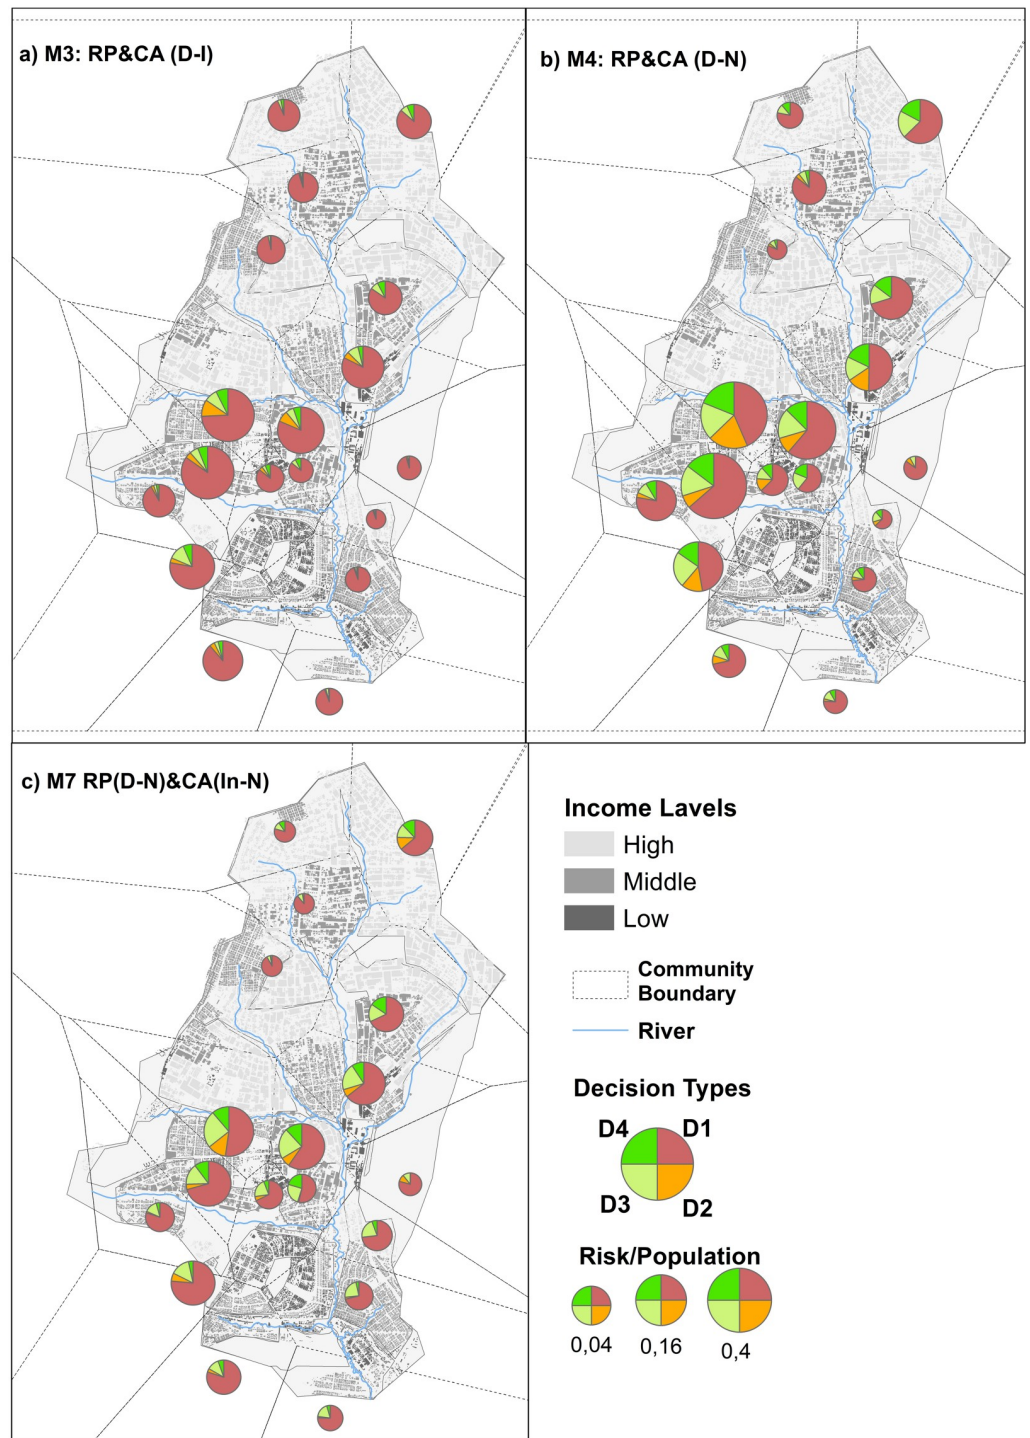 a) M3: RP&CA (D-I)
b) M4: RP&CA (D-N)
c) M7 RP(D-N)&CA(In-N)
Income Lavels
High
Middle
Low
Community
Boundary
River
Decision Types
D4 D1
D3 D2
Risk/Population
0,04 0,16 0,4